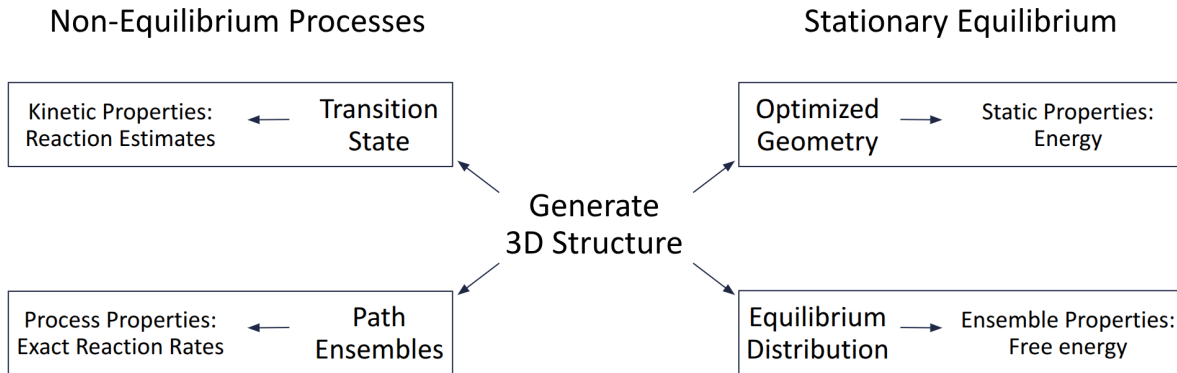 Non-Equilibrium Processes
Stationary Equilibrium
Kinetic Properties:
Reaction Estimates
Transition
State
Optimized
Geometry
Static Properties:
Energy
Generate
3D Structure
Process Properties:
Exact Reaction Rates
Path
Ensembles
Equilibrium
Distribution
Ensemble Properties:
Free energy